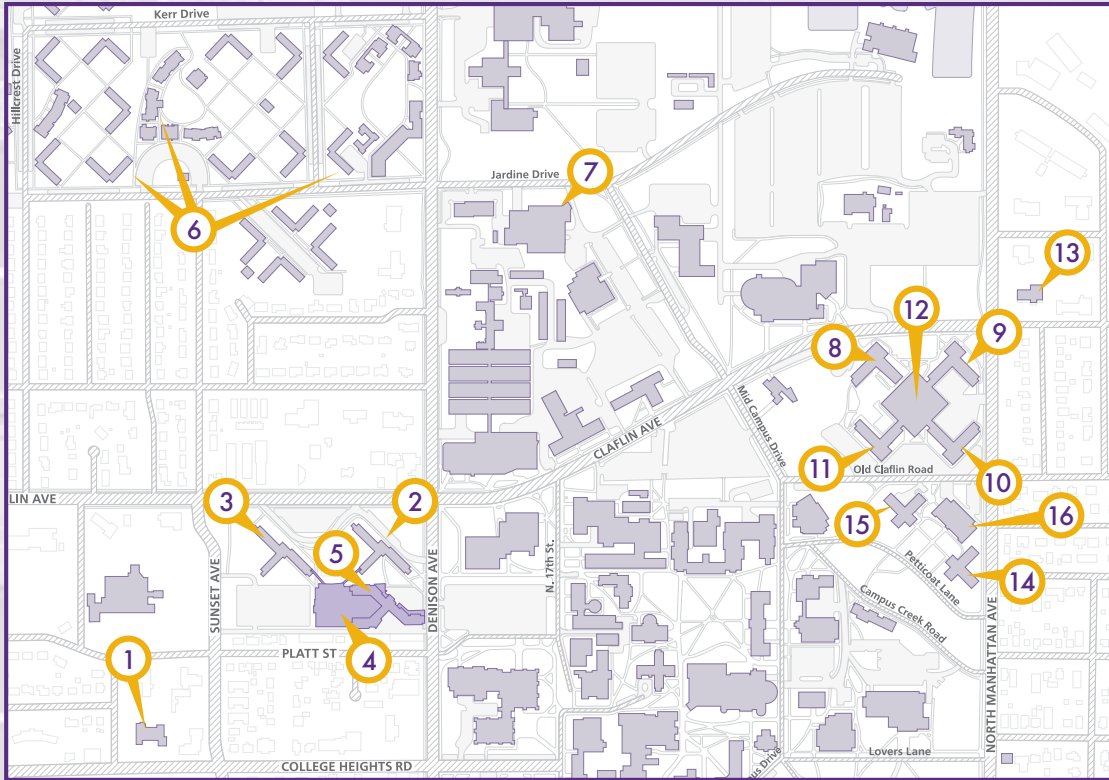 Kerr Drive
Hillcrest Drive
Jardine Drive
7
6
13
12
8
9
Mid Campus Drive
CLAFLIN AVE
11
Old Claflin Road
10
LIN AVE
3
2
15
16
5
N. 17th St.
Petticoat Lane
14
SUNSET AVE
DENISON AVE
Campus Creek Road
NORTH MANHATTAN AVE
1
PLATT ST
4
Lovers Lane
COLLEGE HEIGHTS RD
pus Drive